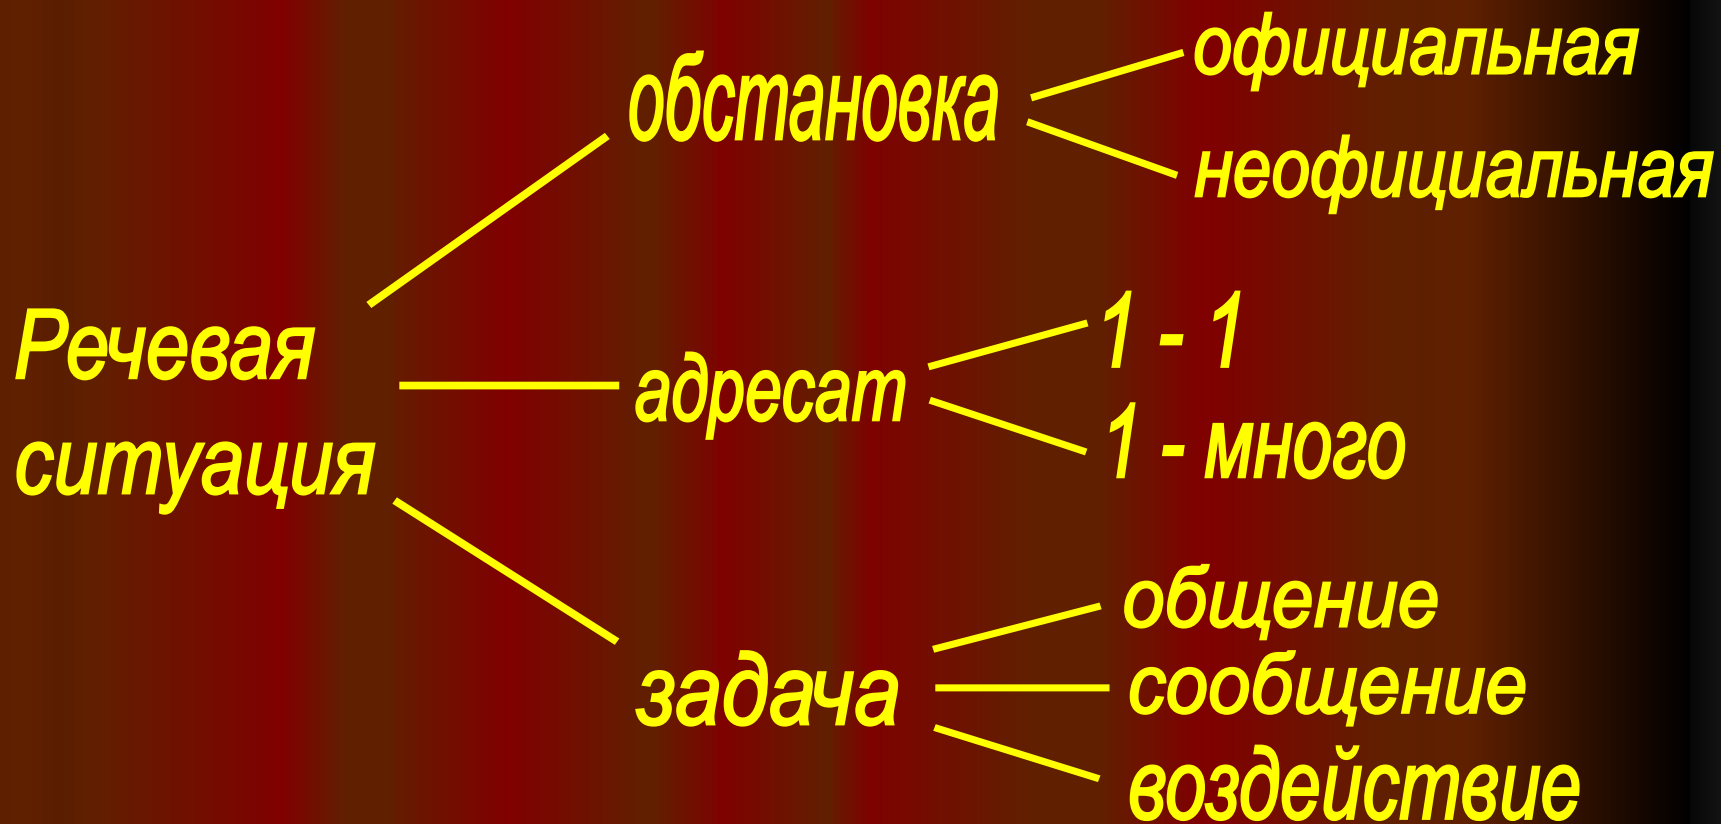 Речевая
ситуация
обстановка
официальная
неофициальная
адресат
1 - 1
1 - много
задача
общение
сообщение
воздействие